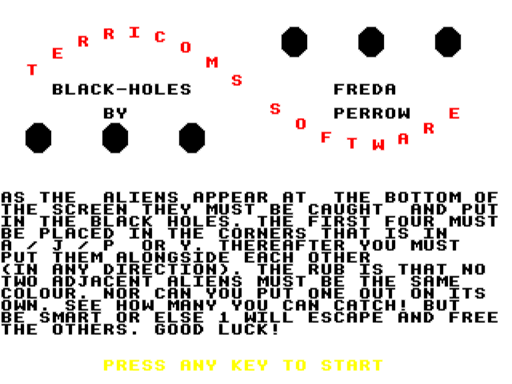 TERRICOMS SOFTWARE
BLACK-HOLES FREDA
BY PERROW
AS THE ALIENS APPEAR AT THE BOTTOM OF
THE SCREEN THEY MUST BE CAUGHT AND PUT
IN THE BLACK HOLES. THE FIRST FOUR MUST
BE PLACED IN THE CORNERS THAT IS IN
A / J / P OR Y. THEREAFTER YOU MUST
PUT THEM ALONGSIDE EACH OTHER
(IN ANY DIRECTION). THE RUB IS THAT NO
TWO ADJACENT ALIENS MUST BE THE SAME
COLOUR. NOR CAN YOU PUT ONE OUT ON ITS
OWN. SEE HOW MANY YOU CAN CATCH! BUT
BE SMART OR ELSE 1 WILL ESCAPE AND FREE
THE OTHERS. GOOD LUCK!
PRESS ANY KEY TO START